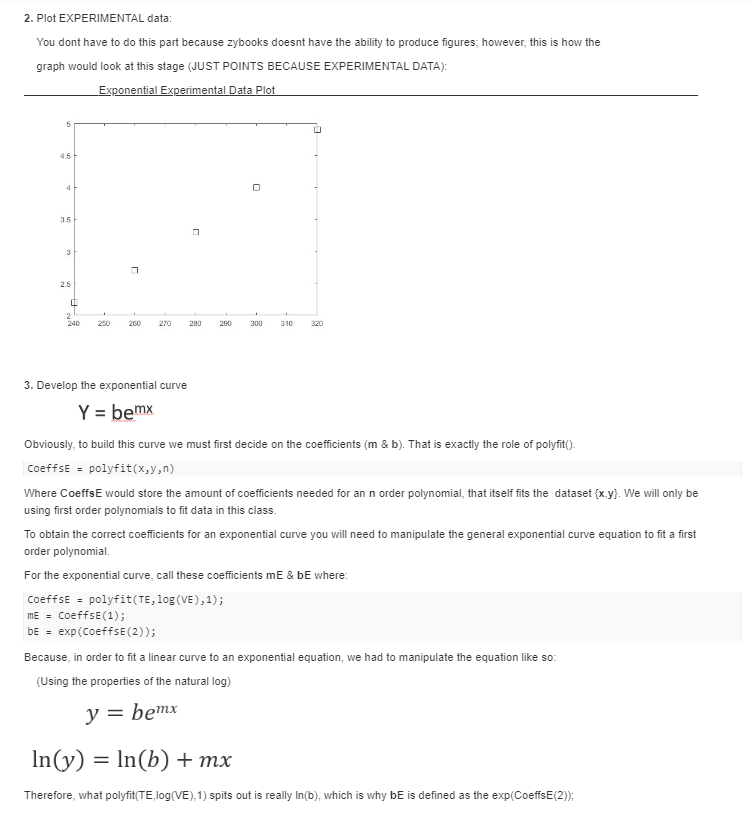 2. Plot EXPERIMENTAL data:
You dont have to do this part because zybooks doesnt have the ability to produce figures; however, this is how the
graph would look at this stage (JUST POINTS BECAUSE EXPERIMENTAL DATA):
Exponential Experimental Data Plot
5
4.5
4
3.5
3
2.5
2
240 250 260 270 280 290 300 310 320
3. Develop the exponential curve
Y = be^mx
Obviously, to build this curve we must first decide on the coefficients (m & b). That is exactly the role of polyfit().
CoeffsE = polyfit(x,y,n)
Where CoeffsE would store the amount of coefficients needed for an n order polynomial, that itself fits the dataset {x,y}. We will only be
using first order polynomials to fit data in this class.
To obtain the correct coefficients for an exponential curve you will need to manipulate the general exponential curve equation to fit a first
order polynomial.
For the exponential curve, call these coefficients mE & bE where:
CoeffsE = polyfit(TE,log(VE),1);
mE = CoeffsE(1);
bE = exp(CoeffsE(2));
Because, in order to fit a linear curve to an exponential equation, we had to manipulate the equation like so:
(Using the properties of the natural log)
y = be^mx
ln(y) = ln(b) + mx
Therefore, what polyfit(TE,log(VE),1) spits out is really ln(b), which is why bE is defined as the exp(CoeffsE(2));